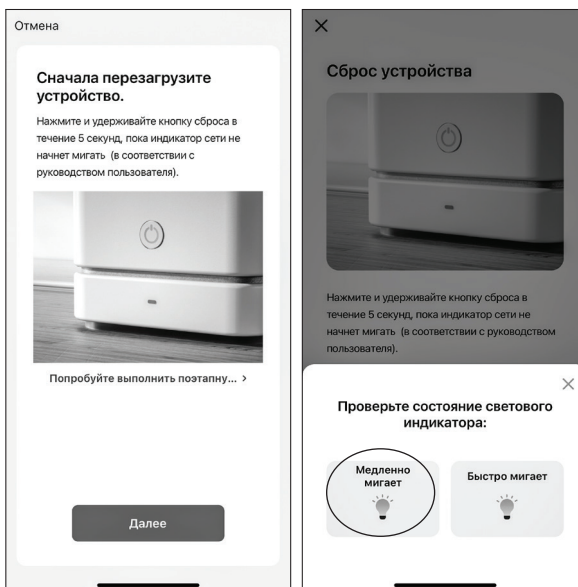 Отмена
Сначала перезагрузите
устройство.
Нажмите и удерживайте кнопку сброса в
течение 5 секунд, пока индикатор сети не
начнет мигать (в соответствии с
руководством пользователя).
Попробуйте выполнить поэтапну... >
Далее
Сброс устройства
Нажмите и удерживайте кнопку сброса в
течение 5 секунд, пока индикатор сети не
начнет мигать (в соответствии с руководством
пользователя).
Проверьте состояние светового
индикатора:
Медленно
мигает
Быстро мигает